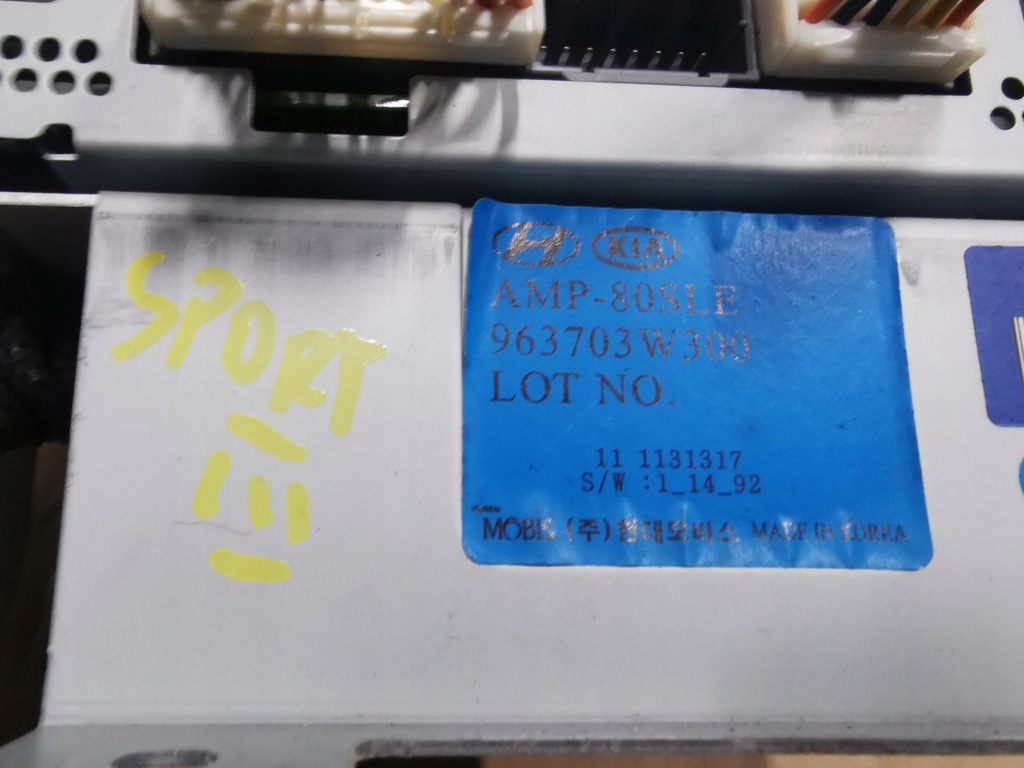 SPORT
III
KIA
AMP-80SLE
963703W300
LOT NO.
11 1131317
S/W :1_14_92
MOBIS (주)현대모비스 MADE IN KOREA